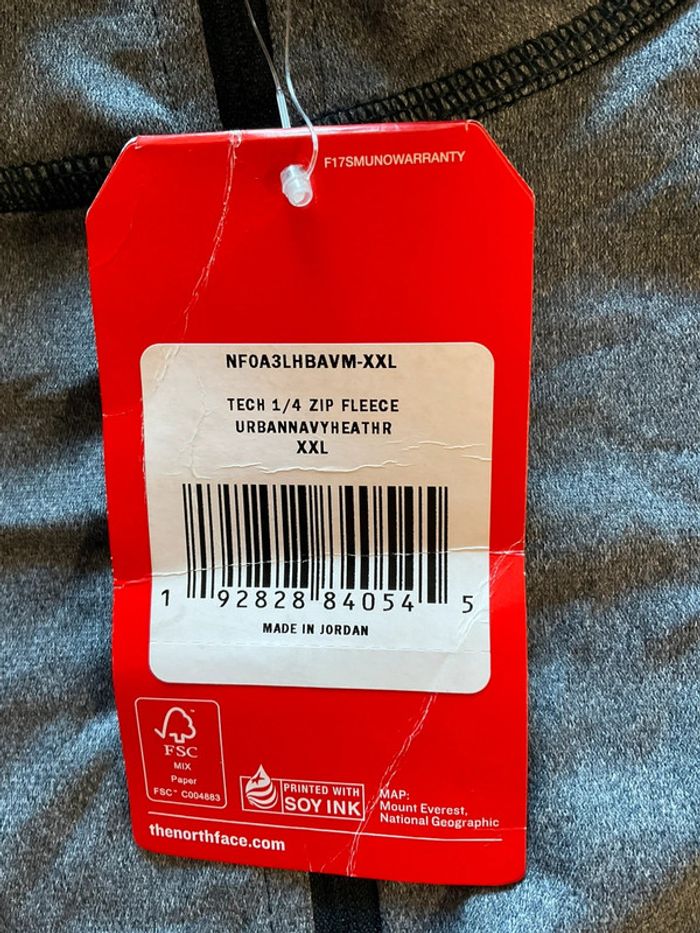 F17SMUNOWARRANTY
NF0A3LHBAVM-XXL
TECH 1/4 ZIP FLEECE
URBANNAVYHEATHR
XXL
1 92828 84054 5
MADE IN JORDAN
FSC
MIX
Paper
FSC™ C004883
PRINTED WITH
SOY INK
MAP:
Mount Everest,
National Geographic
thenorthface.com